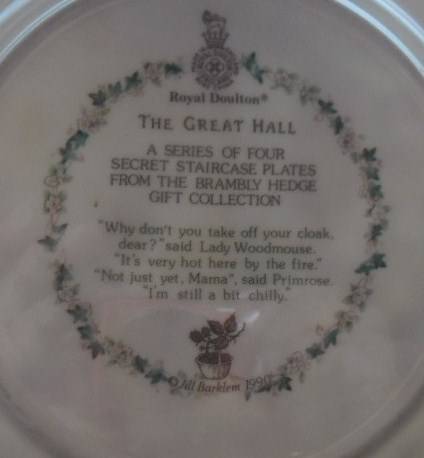 Royal Doulton®
THE GREAT HALL
A SERIES OF FOUR
SECRET STAIRCASE PLATES
FROM THE BRAMBLY HEDGE
GIFT COLLECTION
"Why don't you take off your cloak,
dear?" said Lady Woodmouse.
"It's very hot here by the fire."
"Not just yet, Mama", said Primrose.
"I'm still a bit chilly."
© Jill Barklem 1990